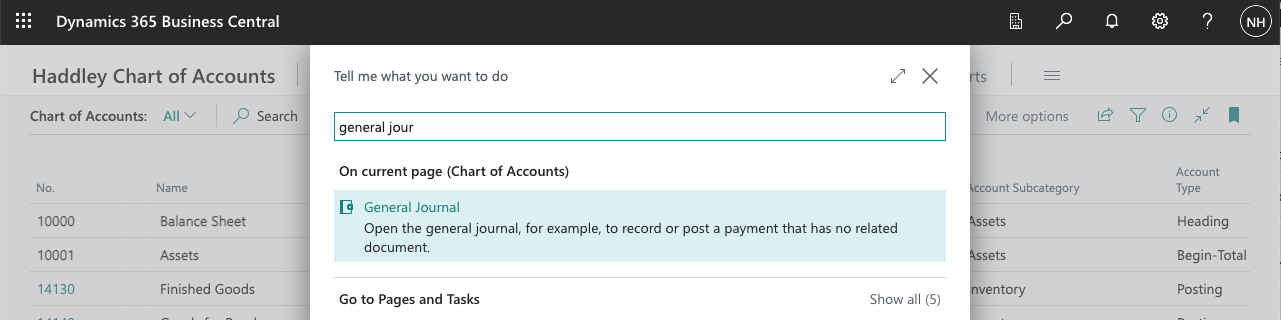 Dynamics 365 Business Central
NH
Haddley Chart of Accounts
Tell me what you want to do
Chart of Accounts: All
Search
general jour
More options
On current page (Chart of Accounts)
No.
Name
Account Subcategory
Account
Type
General Journal
Open the general journal, for example, to record or post a payment that has no related
document.
10000 Balance Sheet Assets Heading
10001 Assets Assets Begin-Total
14130 Finished Goods Inventory Posting
Go to Pages and Tasks
Show all (5)